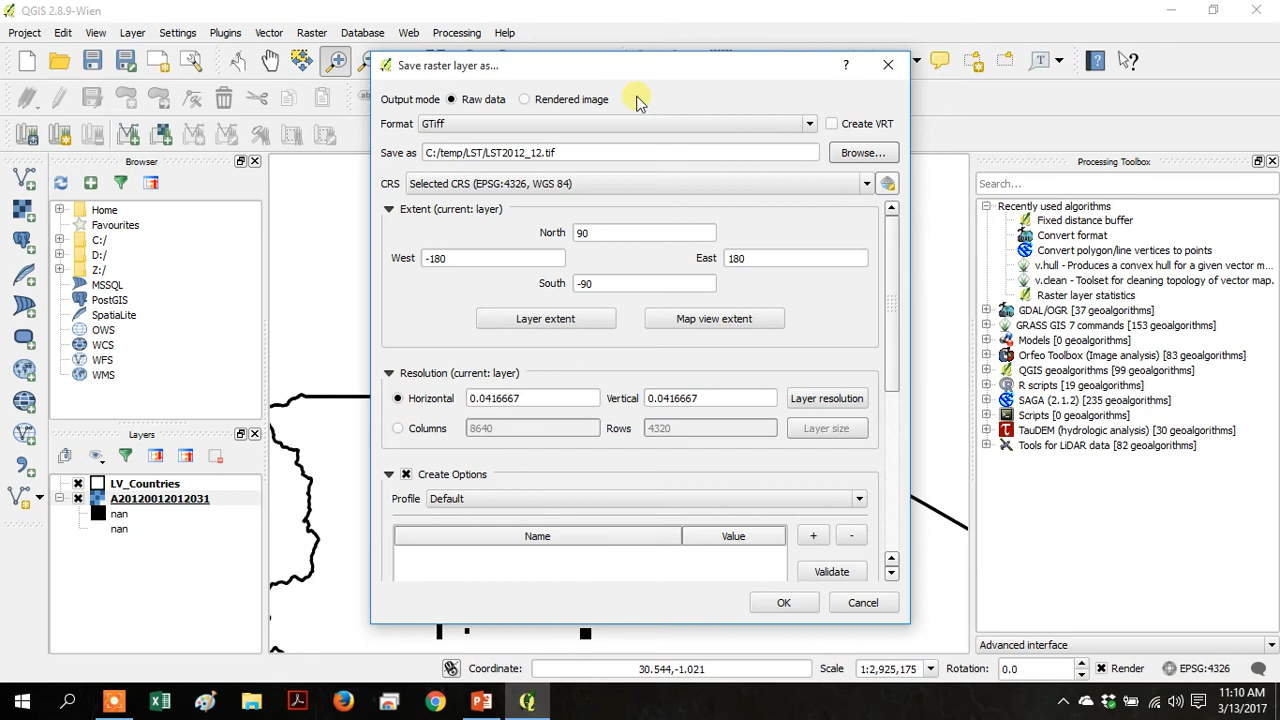 QGIS 2.8.9-Wien
Project Edit View Layer Settings Plugins Vector Raster Database Web Processing Help
Save raster layer as...
Output mode Raw data Rendered image
Format GTiff Create VRT
Save as C:/temp/LST/LST2012_12.tif Browse...
CRS Selected CRS (EPSG:4326, WGS 84)
Extent (current: layer)
North 90
West -180 East 180
South -90
Layer extent Map view extent
Resolution (current: layer)
Horizontal 0.0416667 Vertical 0.0416667 Layer resolution
Columns 8640 Rows 4320 Layer size
Create Options
Profile Default
Name Value + -
Validate
OK Cancel
Browser
Home
Favourites
C:/
D:/
Z:/
MSSQL
PostGIS
SpatiaLite
OWS
WCS
WFS
WMS
Layers
LV_Countries
A20120012012031
nan
nan
Processing Toolbox
Search...
Recently used algorithms
Fixed distance buffer
Convert format
Convert polygon/line vertices to points
v.hull - Produces a convex hull for a given vector m...
v.clean - Toolset for cleaning topology of vector map.
Raster layer statistics
GDAL/OGR [37 geoalgorithms]
GRASS GIS 7 commands [153 geoalgorithms]
Models [0 geoalgorithms]
Orfeo Toolbox (Image analysis) [83 geoalgorithms]
QGIS geoalgorithms [99 geoalgorithms]
R scripts [19 geoalgorithms]
SAGA (2.1.2) [235 geoalgorithms]
Scripts [0 geoalgorithms]
TauDEM (hydrologic analysis) [30 geoalgorithms]
Tools for LiDAR data [82 geoalgorithms]
Advanced interface
Coordinate: 30.544,-1.021 Scale 1:2,925,175 Rotation: 0.0 Render EPSG:4326
11:10 AM
3/13/2017